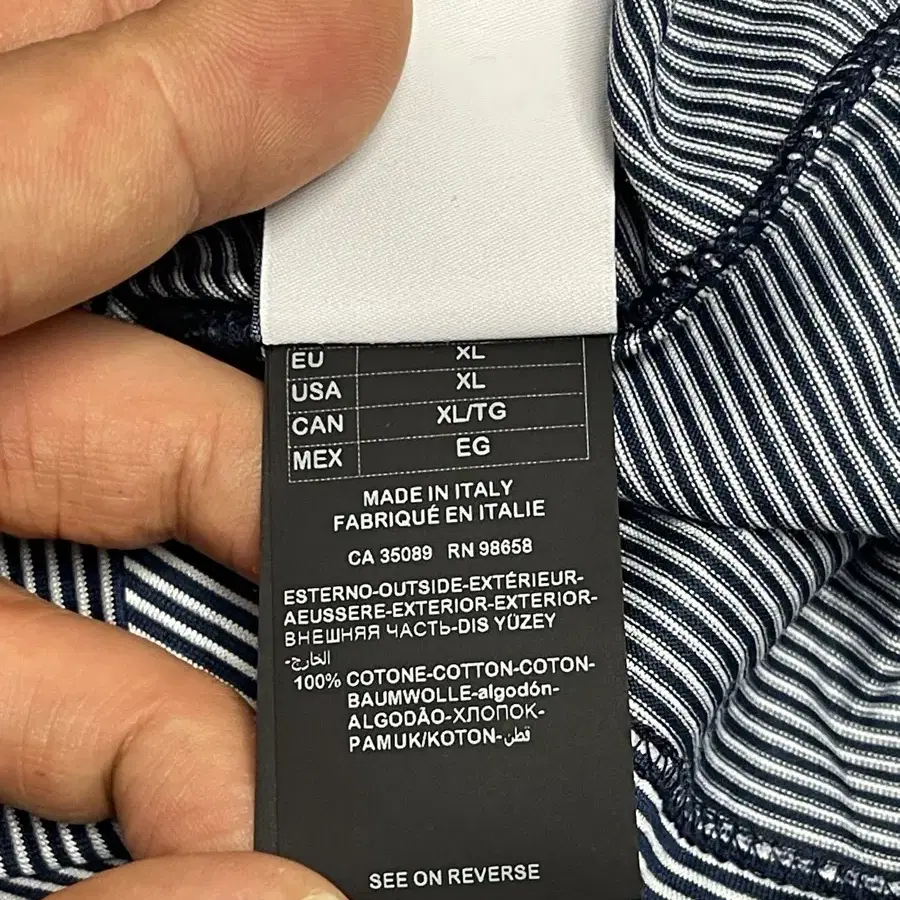 EU XL
USA XL
CAN XL/TG
MEX EG
MADE IN ITALY
FABRIQUÉ EN ITALIE
CA 35089 RN 98658
ESTERNO-OUTSIDE-EXTÉRIEUR-
AEUSSERE-EXTERIOR-EXTERIOR-
ВНЕШНЯЯ ЧАСТЬ-DIS YÜZEY
-الخارج
100% COTONE-COTTON-COTON-
BAUMWOLLE-algodón-
ALGODÃO-ХЛОПОК-
PAMUK/KOTON-قطن
SEE ON REVERSE